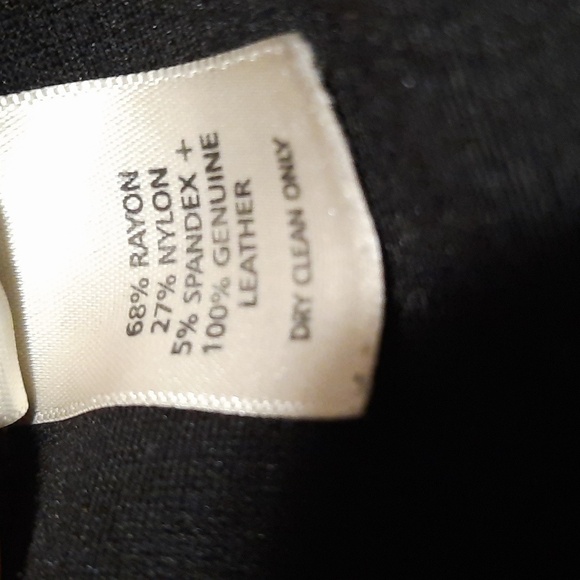 68% RAYON
27% NYLON
5% SPANDEX +
100% GENUINE
LEATHER
DRY CLEAN ONLY